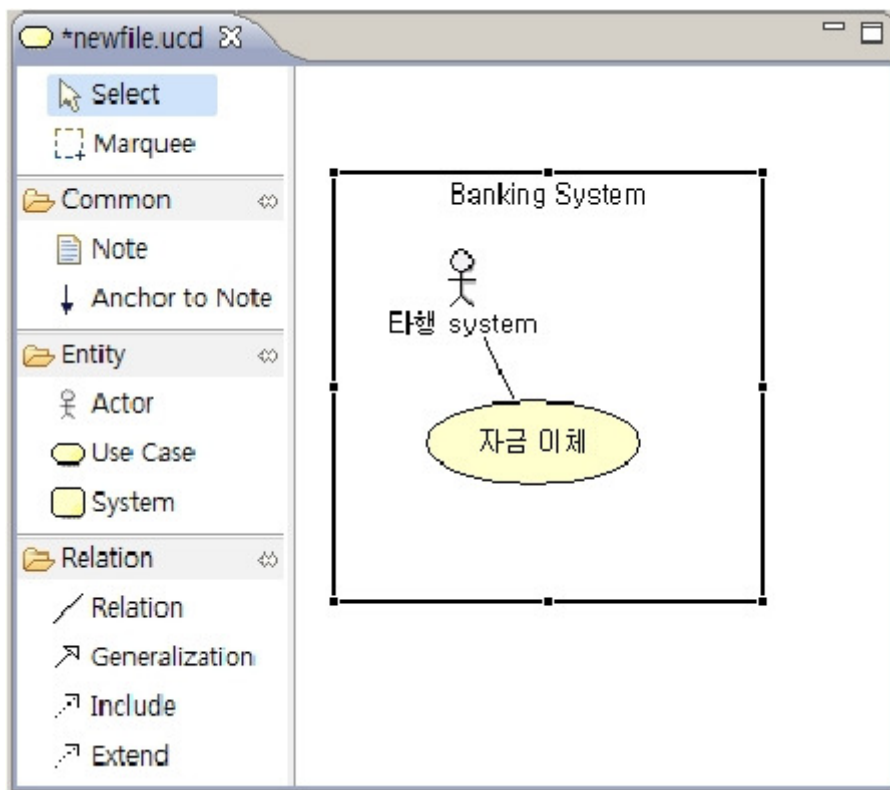 *newfile.ucd
Select
Marquee
Common
Note
Anchor to Note
Entity
Actor
Use Case
System
Relation
Relation
Generalization
Include
Extend
Banking System
타행 system
자금 이체